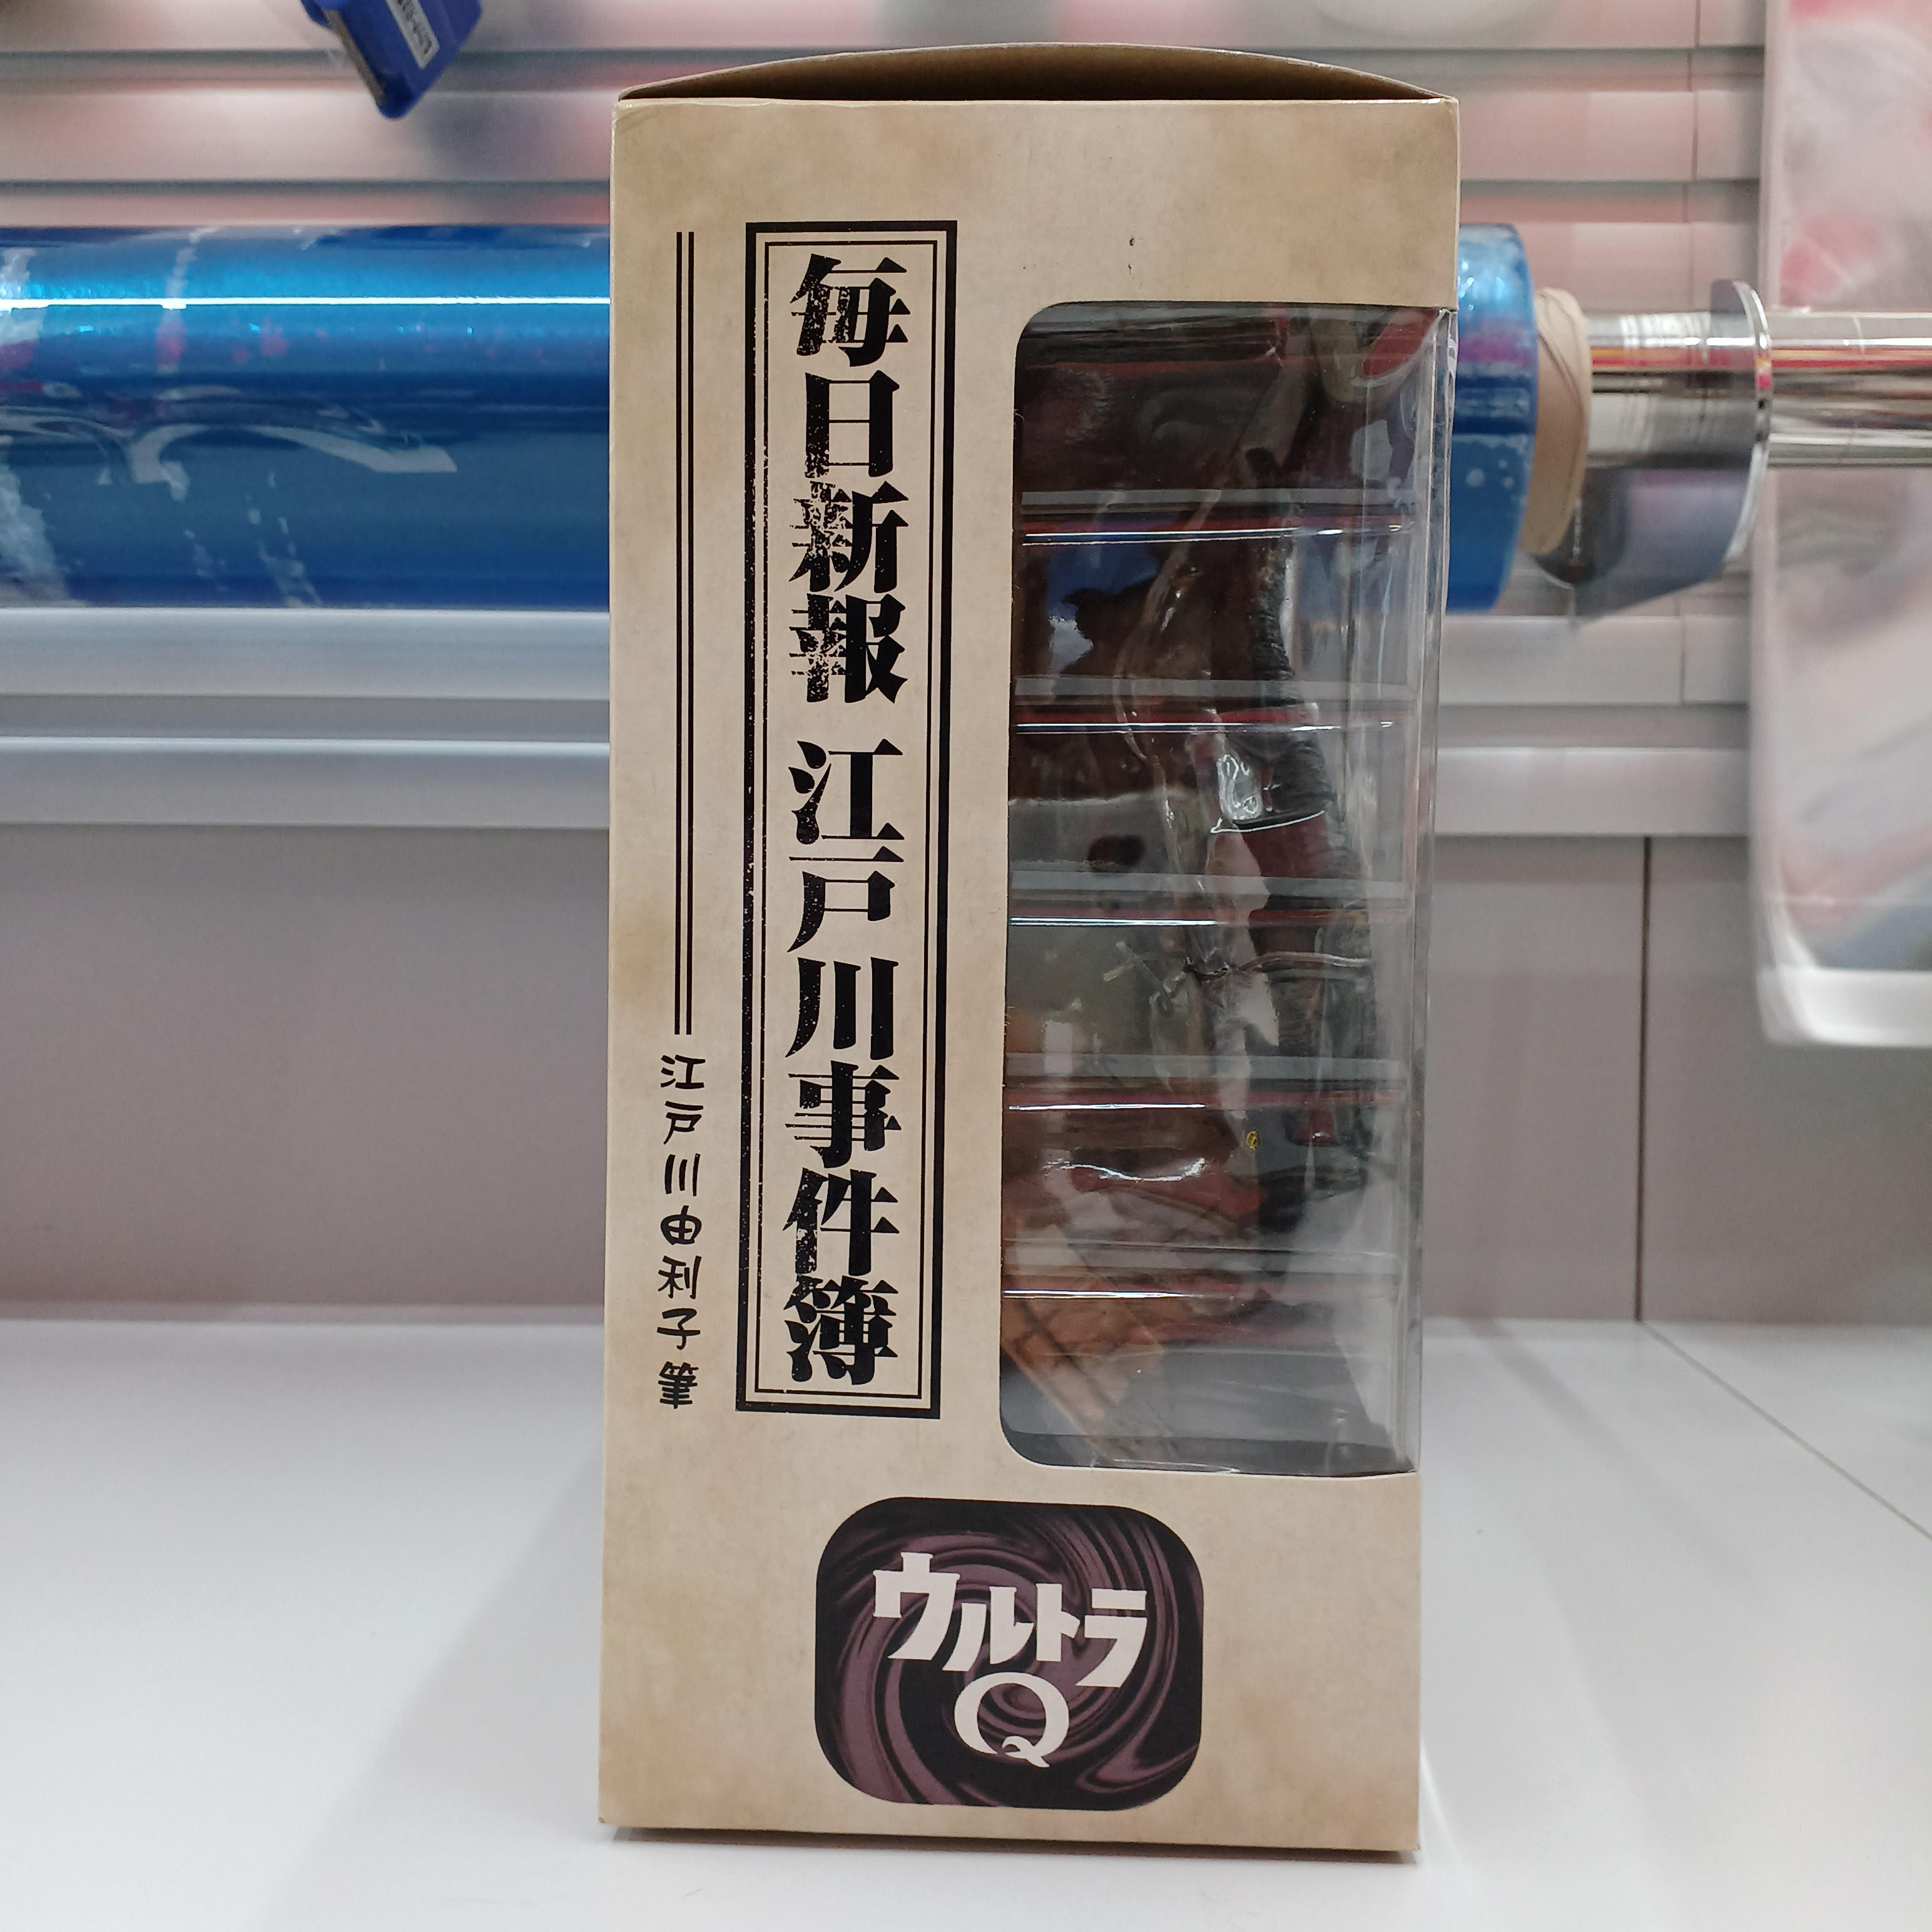 毎日新報 江戸川事件簿
江戸川由利子筆
ウルトラ
Q